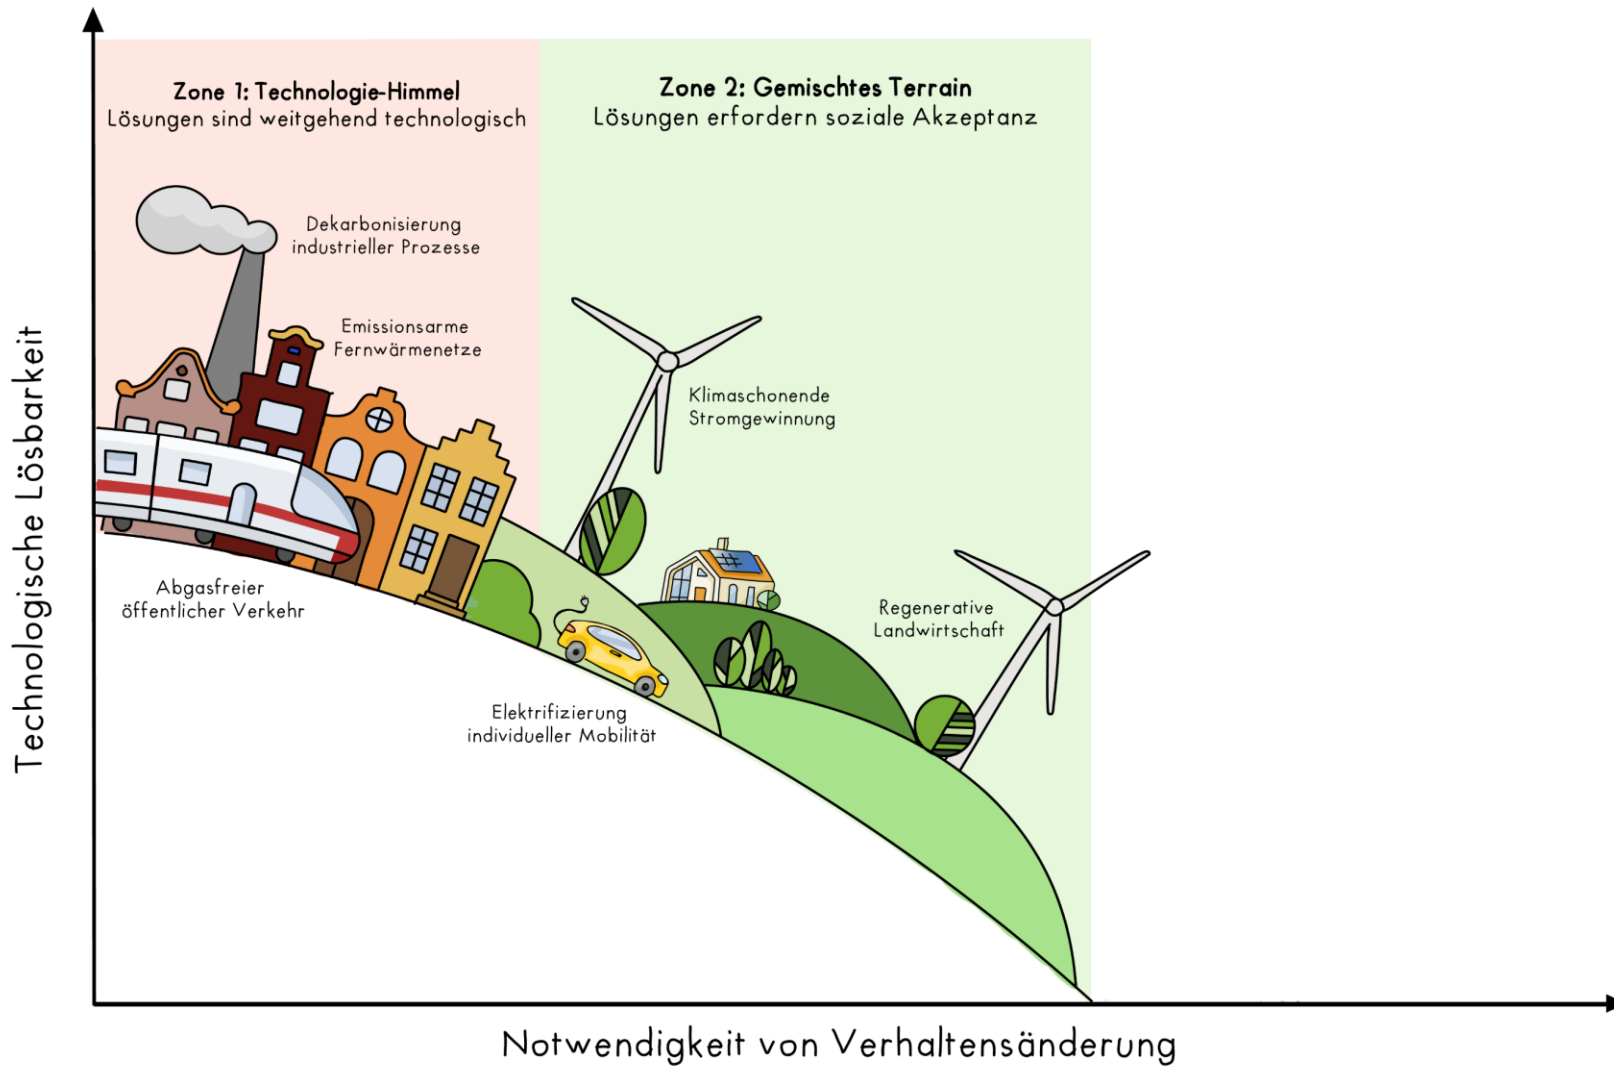 Zone 1: Technologie-Himmel
Lösungen sind weitgehend technologisch
Zone 2: Gemischtes Terrain
Lösungen erfordern soziale Akzeptanz
Dekarbonisierung
industrieller Prozesse
Emissionsarme
Fernwärmenetze
Klimaschonende
Stromgewinnung
Abgasfreier
öffentlicher Verkehr
Regenerative
Landwirtschaft
Elektrifizierung
individueller Mobilität
Technologische Lösbarkeit
Notwendigkeit von Verhaltensänderung